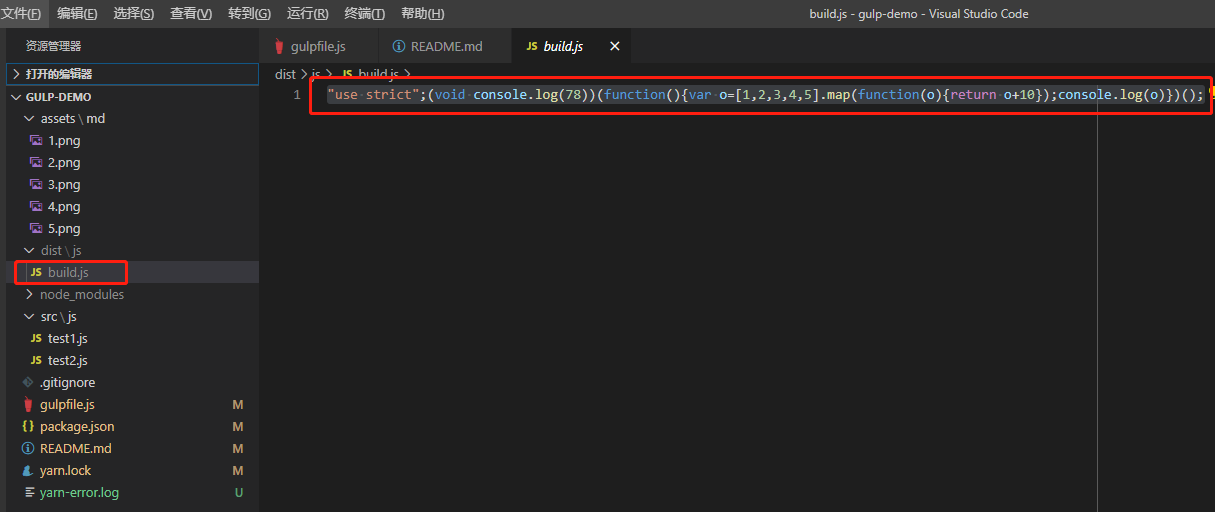 文件(F) 编辑(E) 选择(S) 查看(V) 转到(G) 运行(R) 终端(T) 帮助(H) build.js - gulp-demo - Visual Studio Code
资源管理器
打开的编辑器
GULP-DEMO
assets \ md
1.png
2.png
3.png
4.png
5.png
dist \ js
JS build.js
node_modules
src \ js
JS test1.js
JS test2.js
.gitignore
gulpfile.js M
{} package.json M
README.md M
yarn.lock M
yarn-error.log U
gulpfile.js README.md JS build.js
dist > js > JS build.js >
1 "use strict";(void console.log(78))(function(){var o=[1,2,3,4,5].map(function(o){return o+10});console.log(o)})();